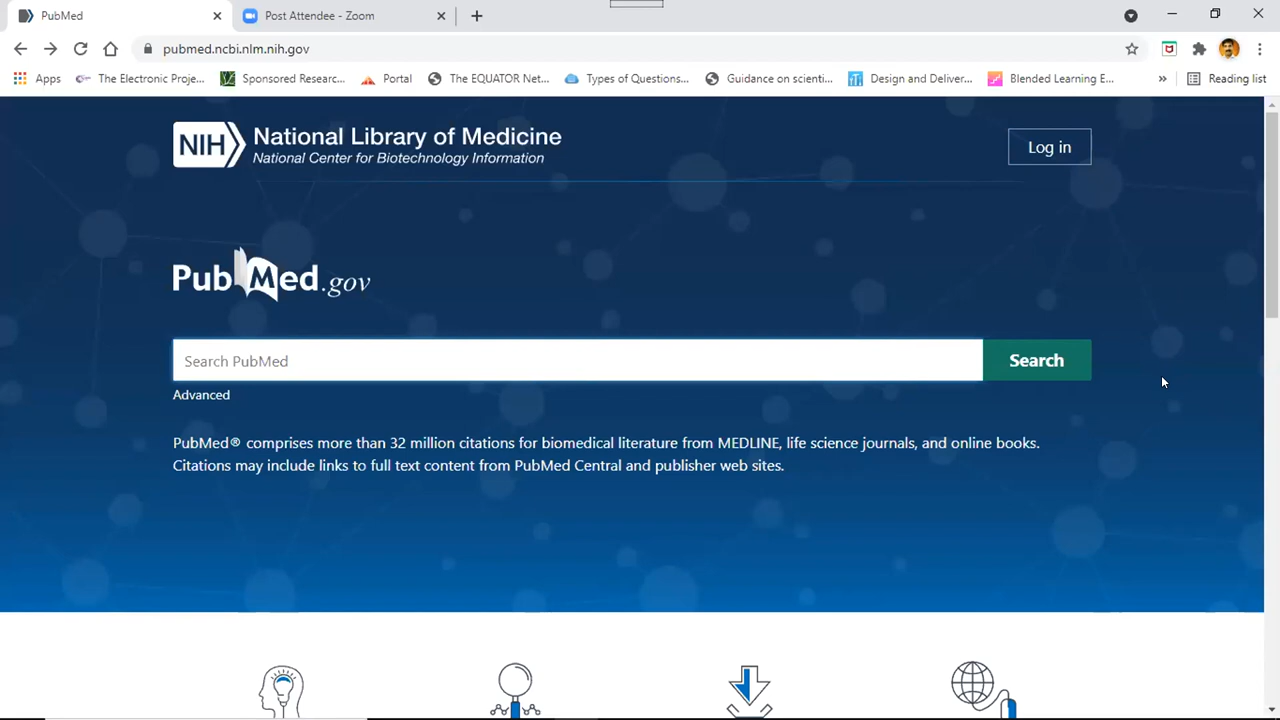 PubMed
Post Attendee - Zoom
pubmed.ncbi.nlm.nih.gov
Apps
The Electronic Proje...
Sponsored Researc...
Portal
The EQUATOR Net...
Types of Questions...
Guidance on scienti...
Design and Deliver...
Blended Learning E...
Reading list
NIH
National Library of Medicine
National Center for Biotechnology Information
Log in
PubMed.gov
Search PubMed
Search
Advanced
PubMed® comprises more than 32 million citations for biomedical literature from MEDLINE, life science journals, and online books.
Citations may include links to full text content from PubMed Central and publisher web sites.